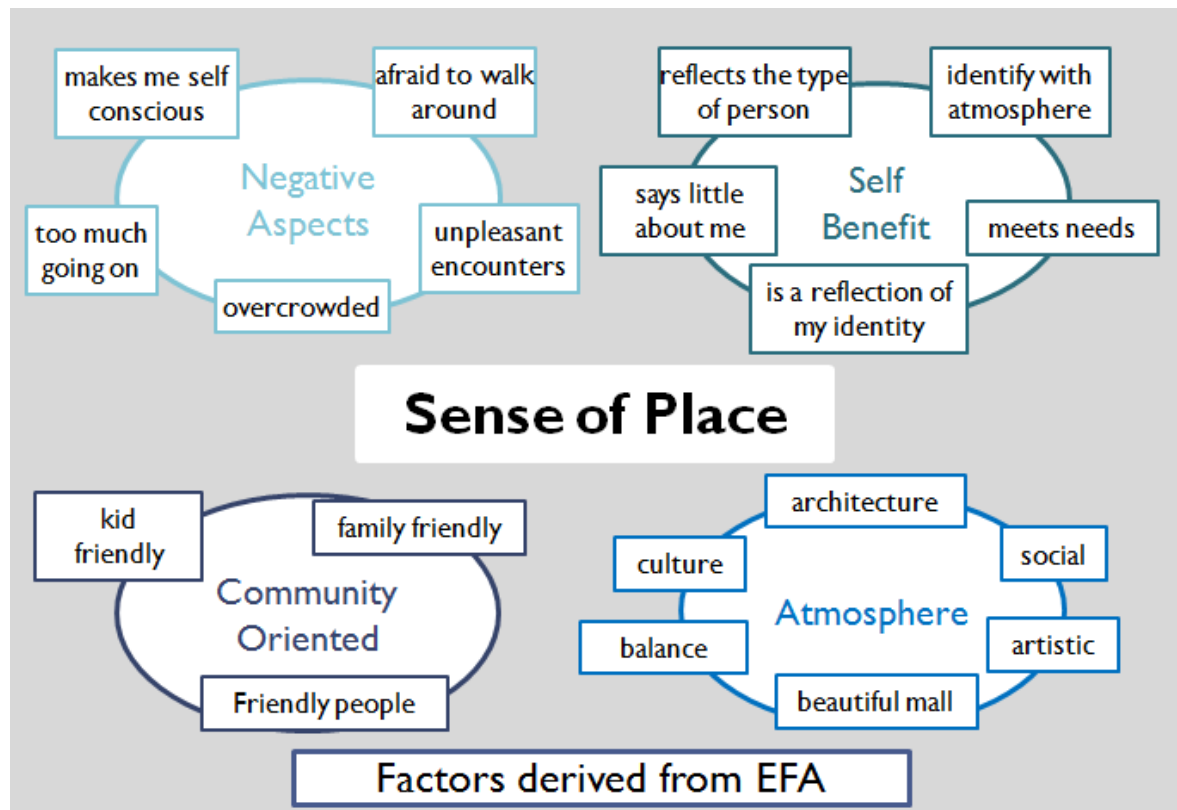 makes me self
conscious
afraid to walk
around
Negative
Aspects
too much
going on
unpleasant
encounters
overcrowded
reflects the type
of person
identify with
atmosphere
says little
about me
Self
Benefit
meets needs
is a reflection of
my identity
Sense of Place
kid
friendly
family friendly
Community
Oriented
Friendly people
architecture
culture
social
Atmosphere
balance
artistic
beautiful mall
Factors derived from EFA